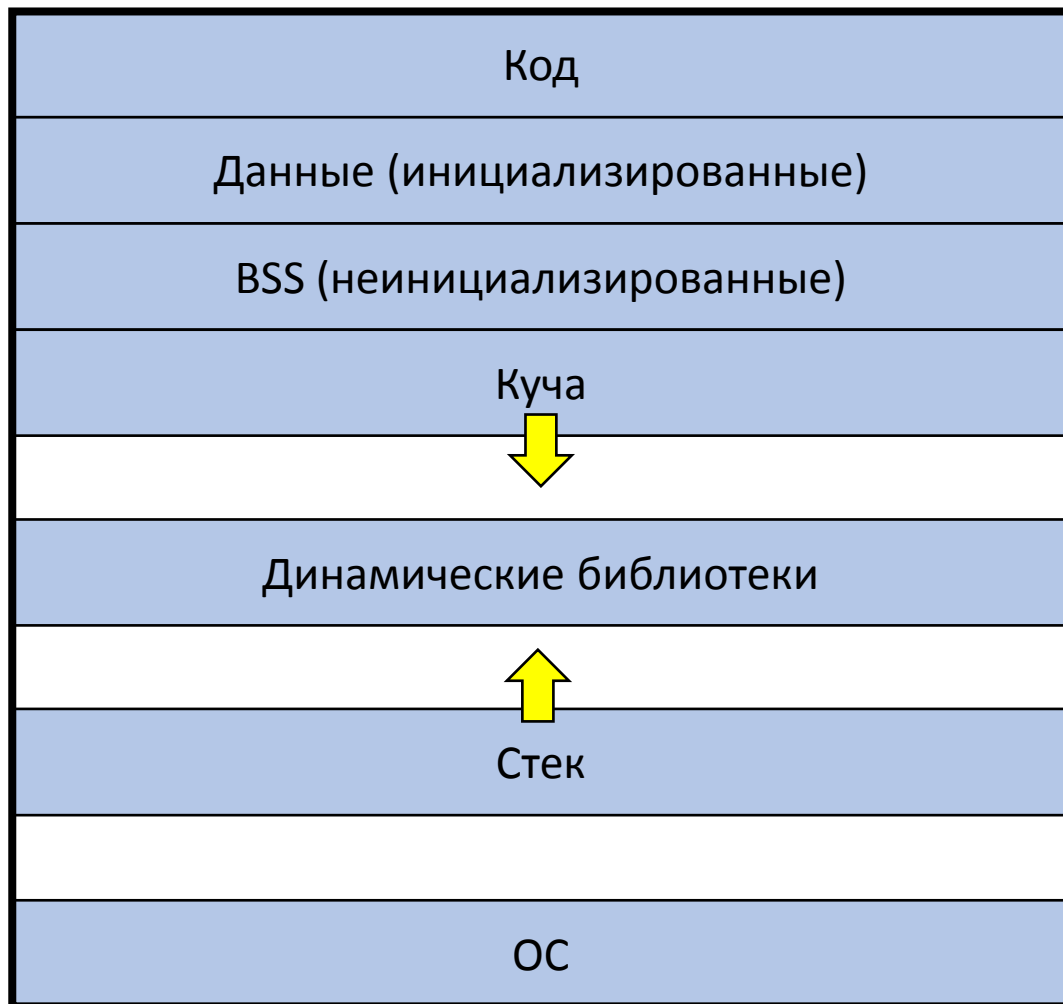 Код
Данные (инициализированные)
BSS (неинициализированные)
Куча
Динамические библиотеки
Стек
ОС